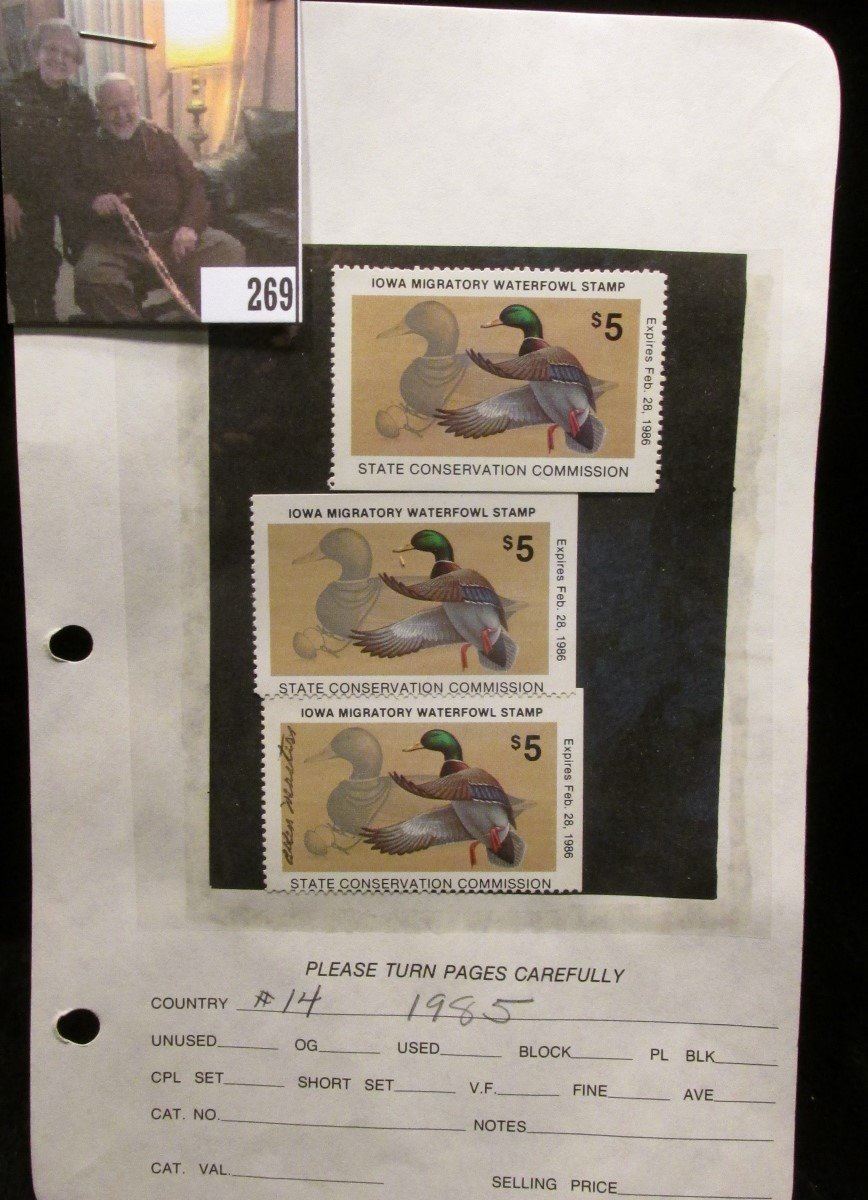 269
IOWA MIGRATORY WATERFOWL STAMP
$5
Expires Feb. 28, 1986
STATE CONSERVATION COMMISSION
IOWA MIGRATORY WATERFOWL STAMP
$5
Expires Feb. 28, 1986
STATE CONSERVATION COMMISSION
IOWA MIGRATORY WATERFOWL STAMP
$5
Expires Feb. 28, 1986
STATE CONSERVATION COMMISSION
PLEASE TURN PAGES CAREFULLY
COUNTRY #14 1985
UNUSED OG USED BLOCK PL BLK
CPL SET SHORT SET V.F. FINE AVE
CAT. NO. NOTES
CAT. VAL. SELLING PRICE